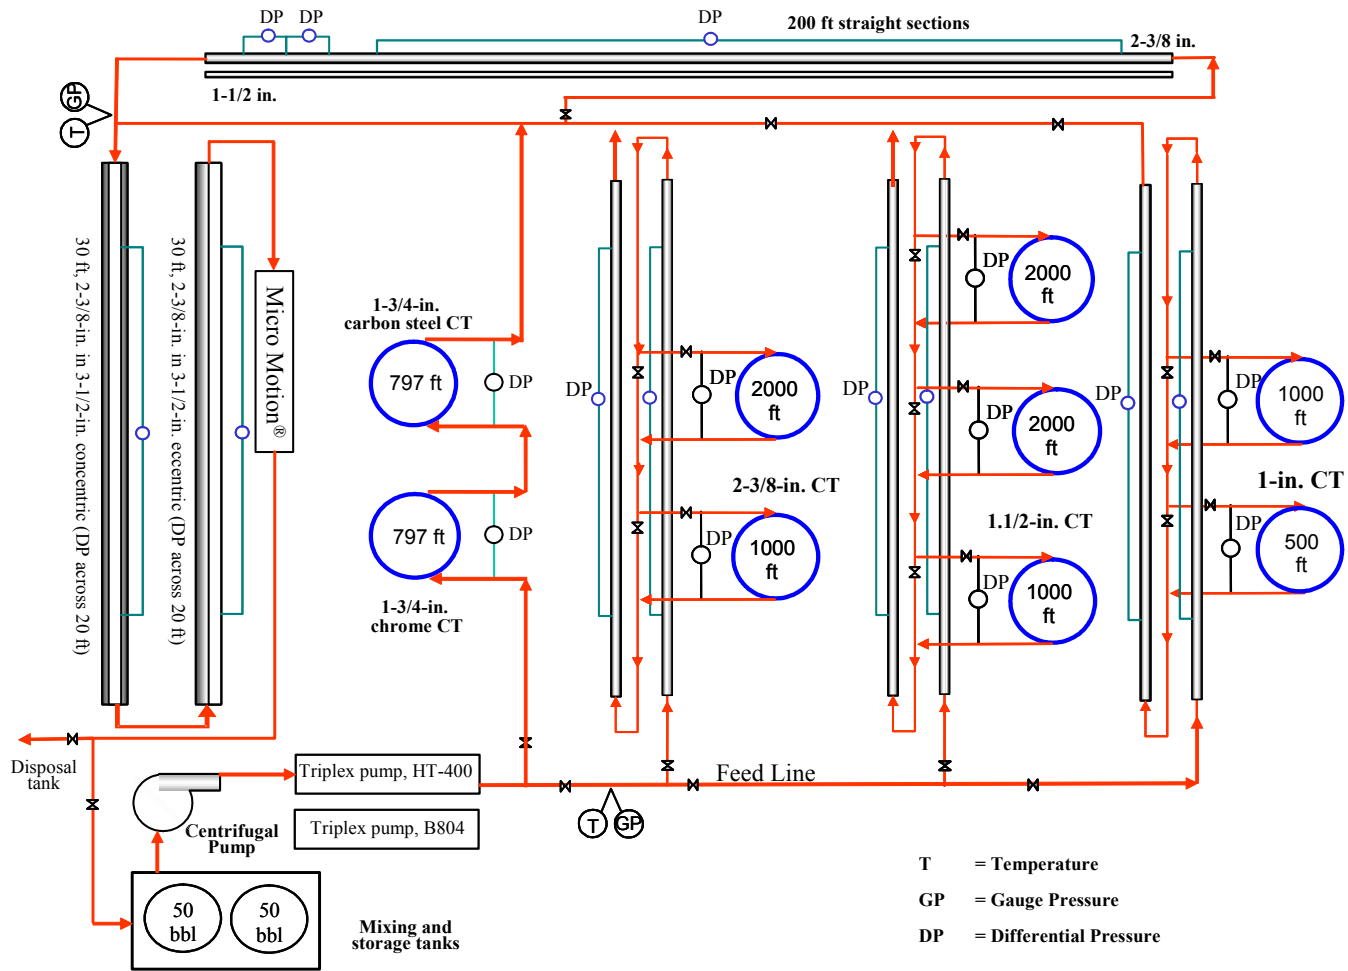 DP
DP
DP
200 ft straight sections
2-3/8 in.
1-1/2 in.
GP
T
30 ft, 2-3/8-in. in 3-1/2-in. concentric (DP across 20 ft)
30 ft, 2-3/8-in. in 3-1/2-in. eccentric (DP across 20 ft)
Micro Motion®
1-3/4-in.
carbon steel CT
797 ft
DP
797 ft
DP
1-3/4-in.
chrome CT
DP
2000
ft
DP
2-3/8-in. CT
1000
ft
DP
DP
2000
ft
DP
2000
ft
DP
1.1/2-in. CT
1000
ft
DP
DP
1000
ft
DP
1-in. CT
500
ft
DP
Disposal
tank
Triplex pump, HT-400
Feed Line
Triplex pump, B804
Centrifugal
Pump
T
GP
50
bbl
50
bbl
Mixing and
storage tanks
T = Temperature
GP = Gauge Pressure
DP = Differential Pressure